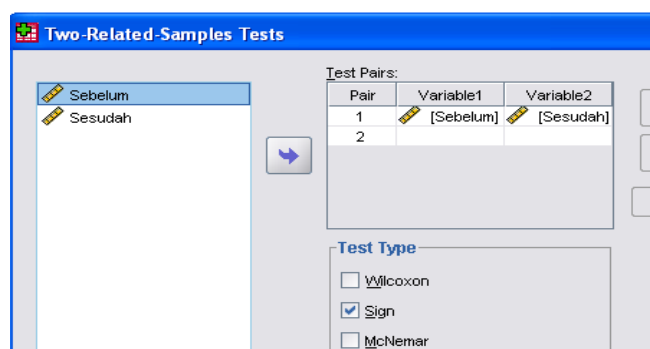 Two-Related-Samples Tests
Test Pairs:
Sebelum
Sesudah
Pair Variable1 Variable2
1 [Sebelum] [Sesudah]
2
Test Type
Wilcoxon
Sign
McNemar